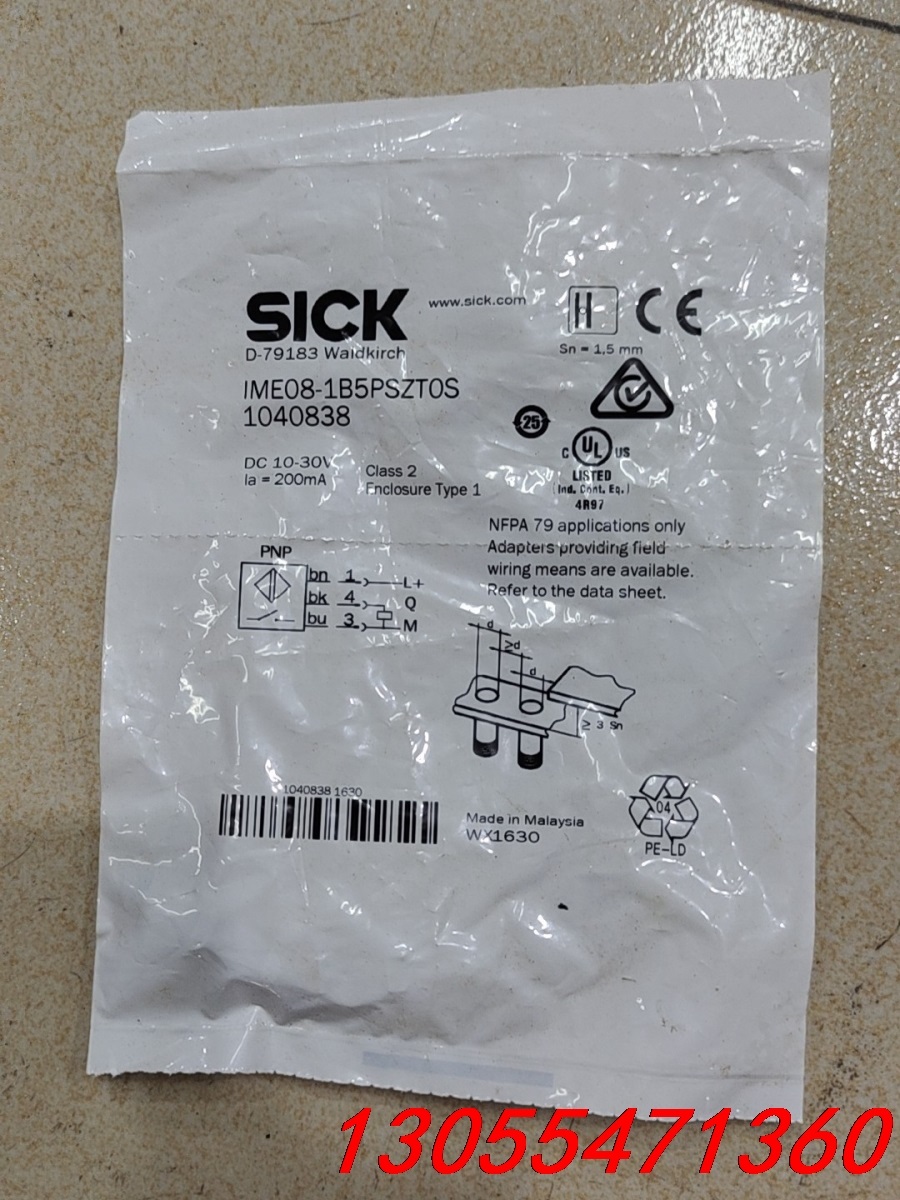 SICK
www.sick.com
H
CE
D-79183 Waldkirch
Sn = 1,5 mm
IME08-1B5PSZT0S
1040838
25
C UL US
LISTED
(Ind. Cont. Eq.)
4R97
DC 10-30V
Ia = 200mA
Class 2
Enclosure Type 1
NFPA 79 applications only
Adapters providing field
wiring means are available.
Refer to the data sheet.
PNP
bn 1 L+
bk 4 Q
bu 3 M
d
≥d
d
≥ 3 Sn
1040838 1630
Made in Malaysia
WX1630
04
PE-LD
13055471360